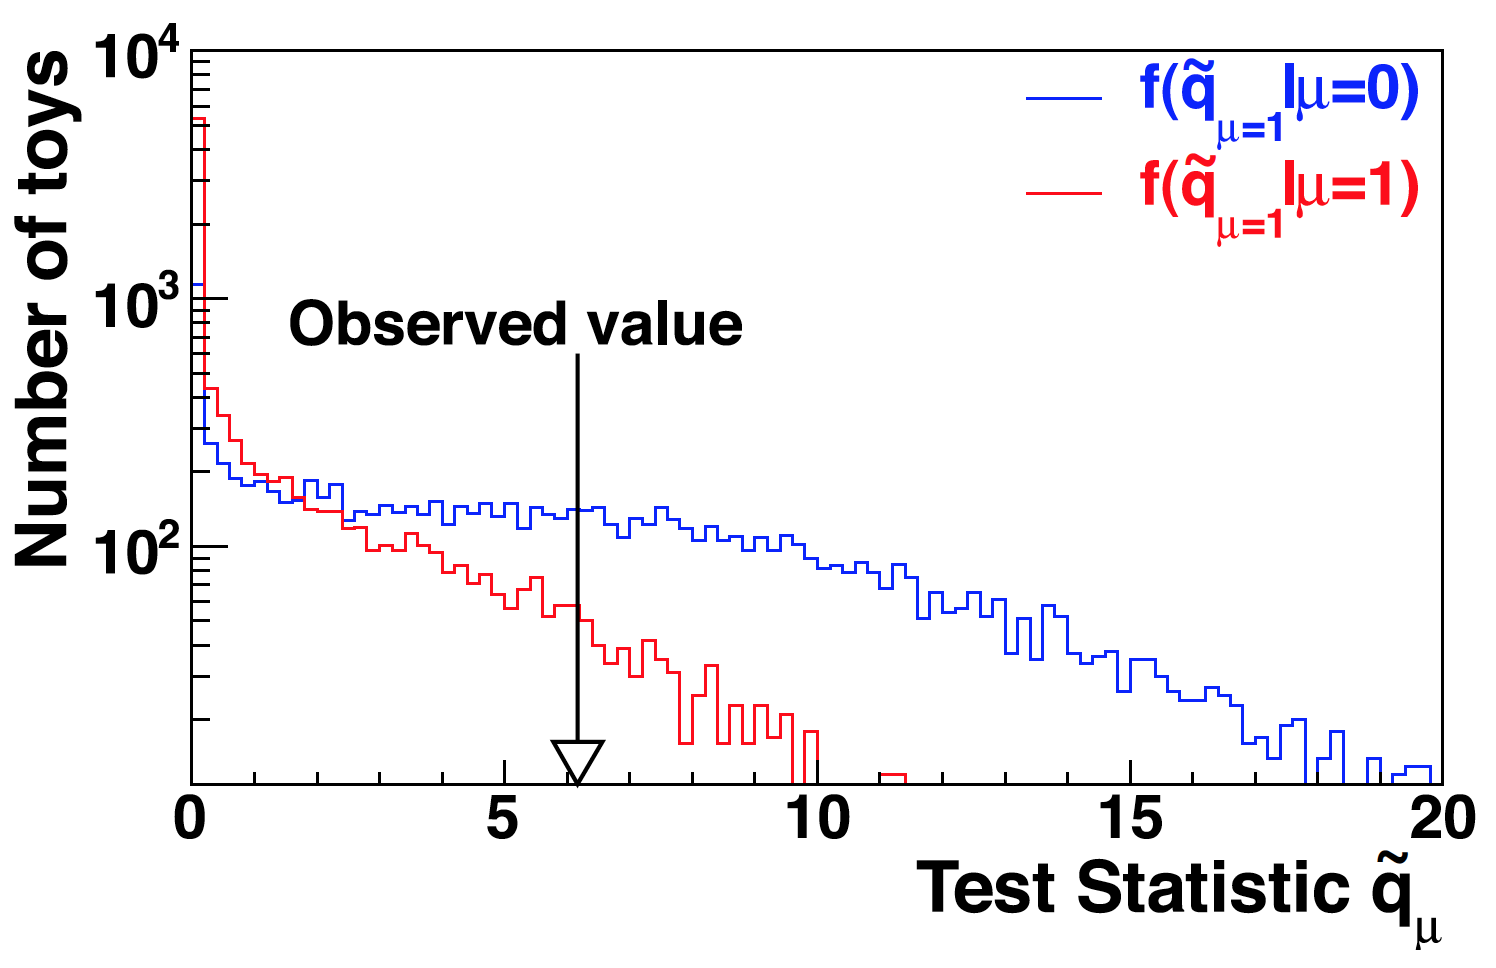 Number of toys
10⁴
10³
10²
f(q̃μ=1|μ=0)
f(q̃μ=1|μ=1)
Observed value
0 5 10 15 20
Test Statistic q̃μ